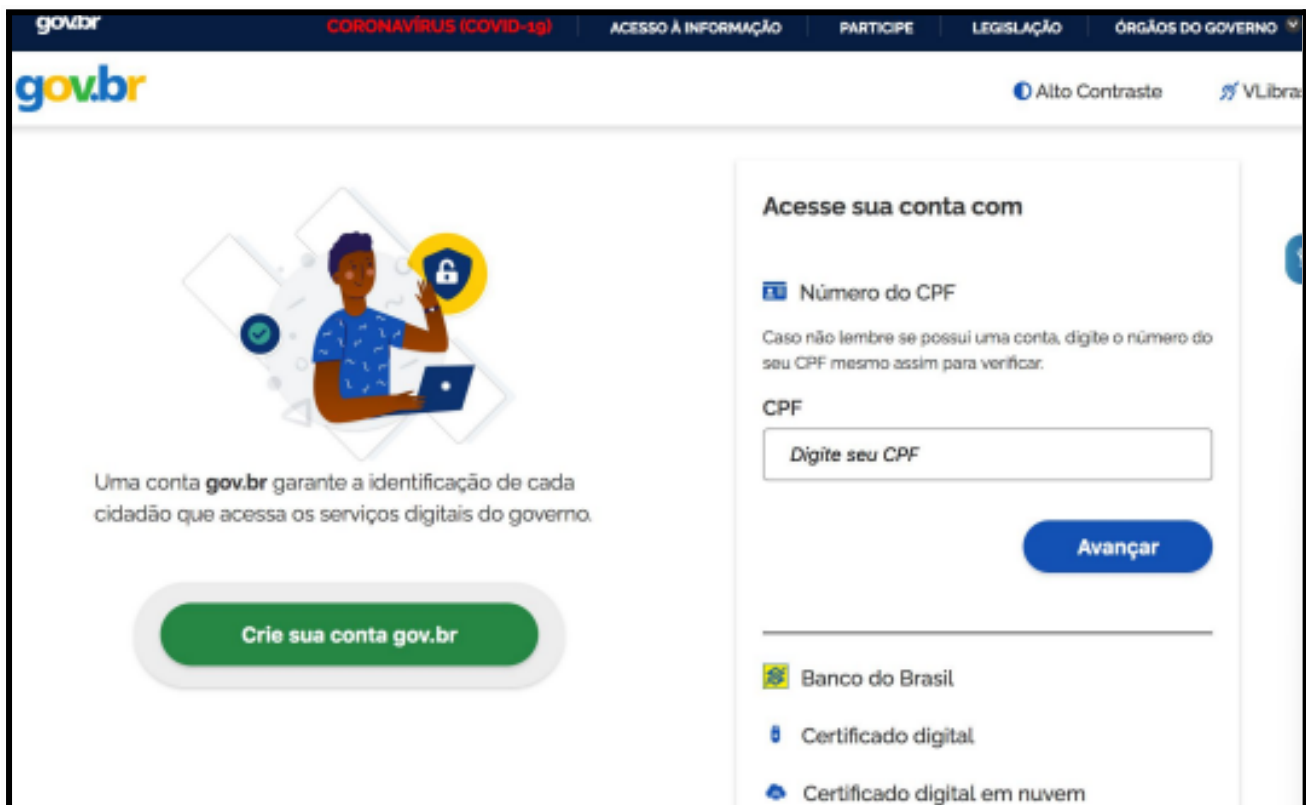 gov.br
CORONAVÍRUS (COVID-19)
ACESSO À INFORMAÇÃO
PARTICIPE
LEGISLAÇÃO
ÓRGÃOS DO GOVERNO
gov.br
Alto Contraste
VLibras
Uma conta gov.br garante a identificação de cada
cidadão que acessa os serviços digitais do governo.
Crie sua conta gov.br
Acesse sua conta com
Número do CPF
Caso não lembre se possui uma conta, digite o número do
seu CPF mesmo assim para verificar.
CPF
Digite seu CPF
Avançar
Banco do Brasil
Certificado digital
Certificado digital em nuvem